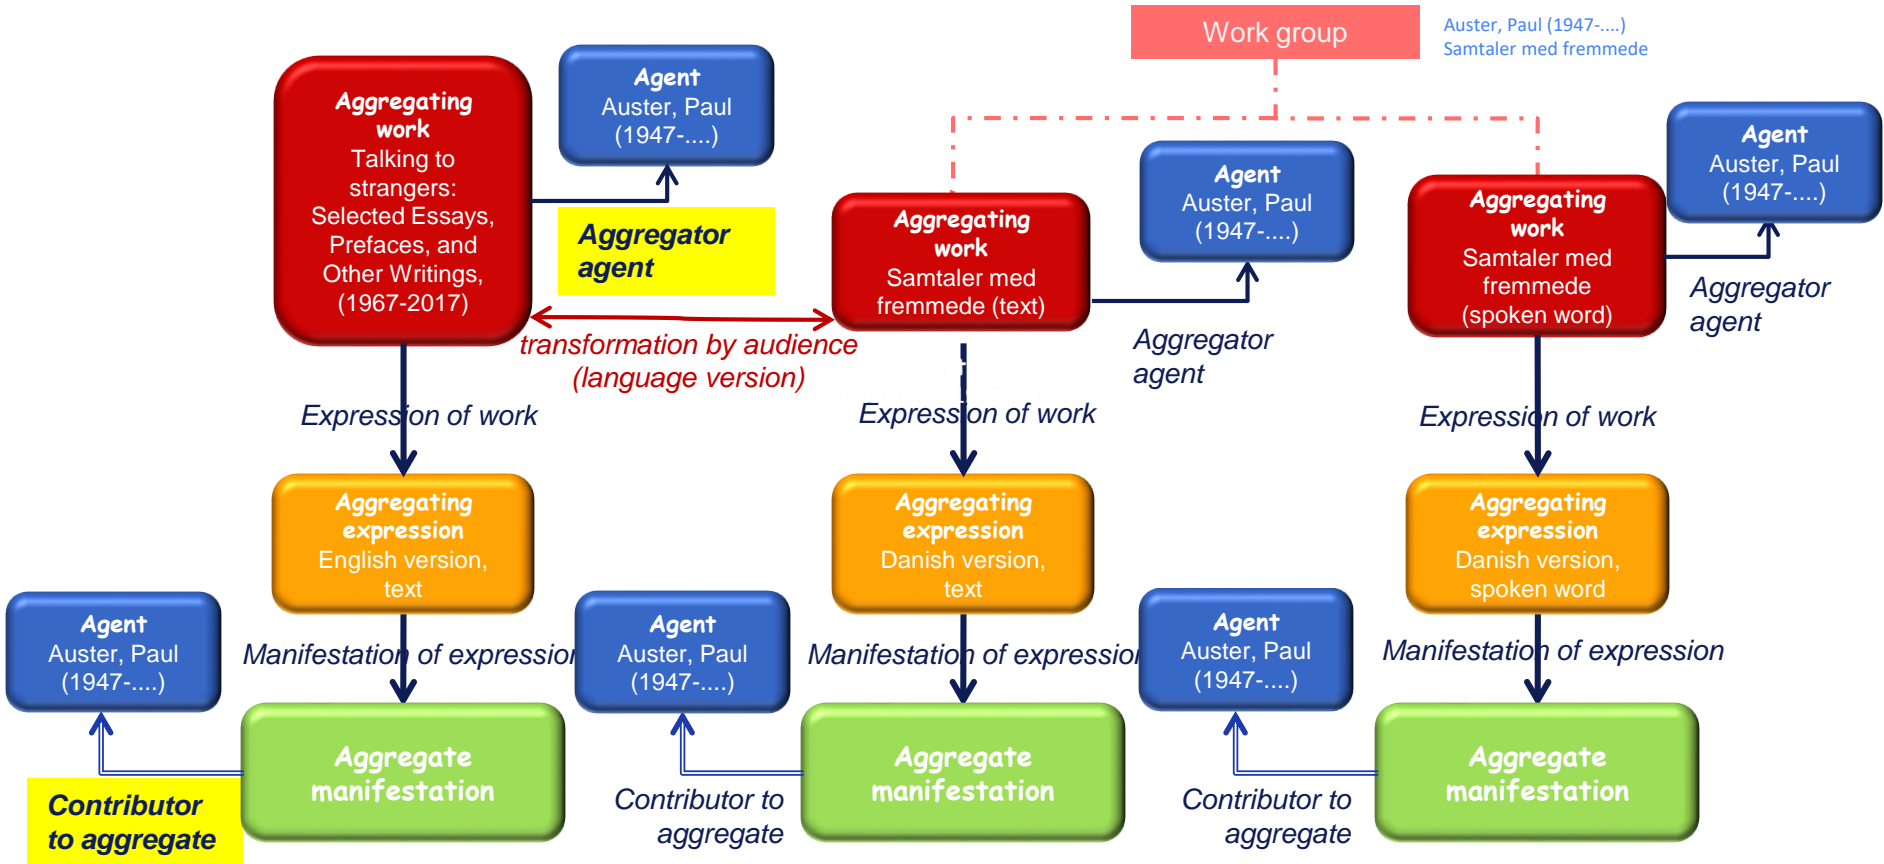 Work group
Auster, Paul (1947-....)
Samtaler med fremmede
Aggregating
work
Talking to
strangers:
Selected Essays,
Prefaces, and
Other Writings,
(1967-2017)
Agent
Auster, Paul
(1947-....)
Aggregator
agent
transformation by audience
(language version)
Aggregating
work
Samtaler med
fremmede (text)
Agent
Auster, Paul
(1947-....)
Aggregator
agent
Aggregating
work
Samtaler med
fremmede
(spoken word)
Agent
Auster, Paul
(1947-....)
Aggregator
agent
Expression of work
Expression of work
Expression of work
Aggregating
expression
English version,
text
Aggregating
expression
Danish version,
text
Aggregating
expression
Danish version,
spoken word
Agent
Auster, Paul
(1947-....)
Manifestation of expression
Agent
Auster, Paul
(1947-....)
Manifestation of expression
Agent
Auster, Paul
(1947-....)
Manifestation of expression
Contributor
to aggregate
Aggregate
manifestation
Contributor to
aggregate
Aggregate
manifestation
Contributor to
aggregate
Aggregate
manifestation